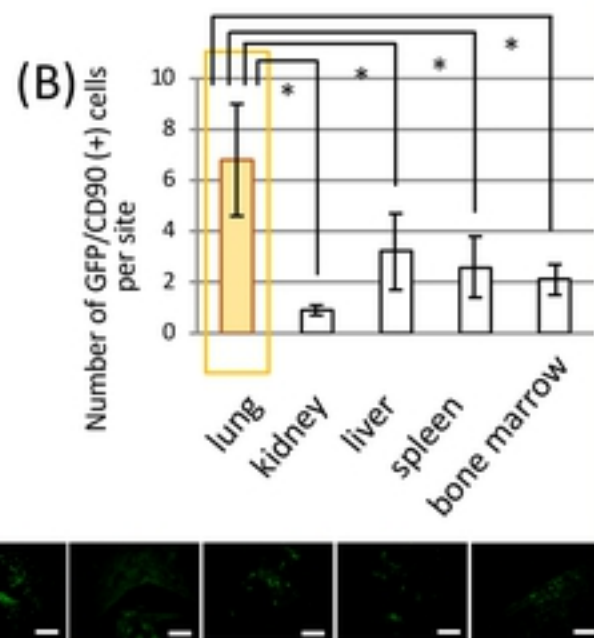 (B)
Number of GFP/CD90 (+) cells
per site
10
8
6
4
2
0
*
*
*
*
lung
kidney
liver
spleen
bone marrow